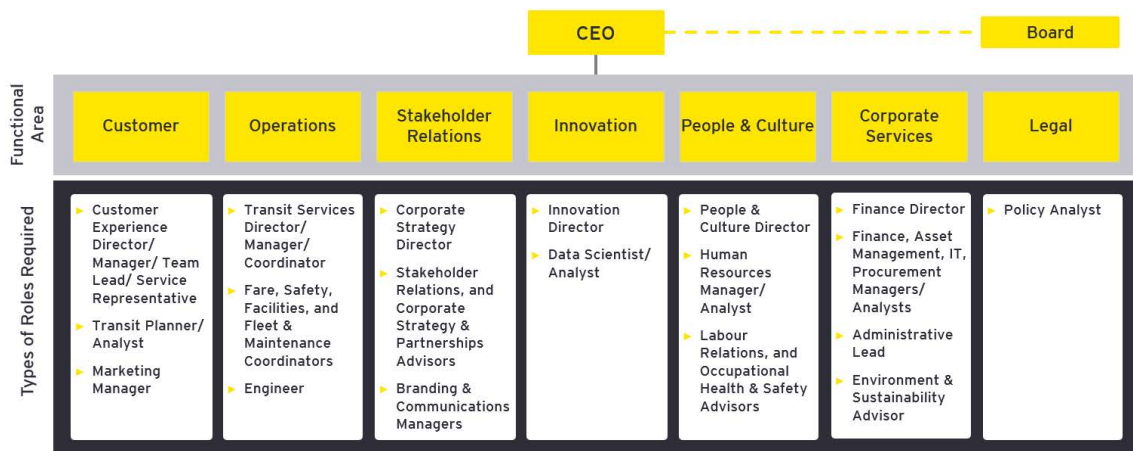 CEO
Board
Functional
Area
Customer
Operations
Stakeholder
Relations
Innovation
People & Culture
Corporate
Services
Legal
Types of Roles Required
Customer
Experience
Director/
Manager/ Team
Lead/ Service
Representative
Transit Planner/
Analyst
Marketing
Manager
Transit Services
Director/
Manager/
Coordinator
Fare, Safety,
Facilities, and
Fleet &
Maintenance
Coordinators
Engineer
Corporate
Strategy
Director
Stakeholder
Relations, and
Corporate
Strategy &
Partnerships
Advisors
Branding &
Communications
Managers
Innovation
Director
Data Scientist/
Analyst
People &
Culture Director
Human
Resources
Manager/
Analyst
Labour
Relations, and
Occupational
Health & Safety
Advisors
Finance Director
Finance, Asset
Management, IT,
Procurement
Managers/
Analysts
Administrative
Lead
Environment &
Sustainability
Advisor
Policy Analyst